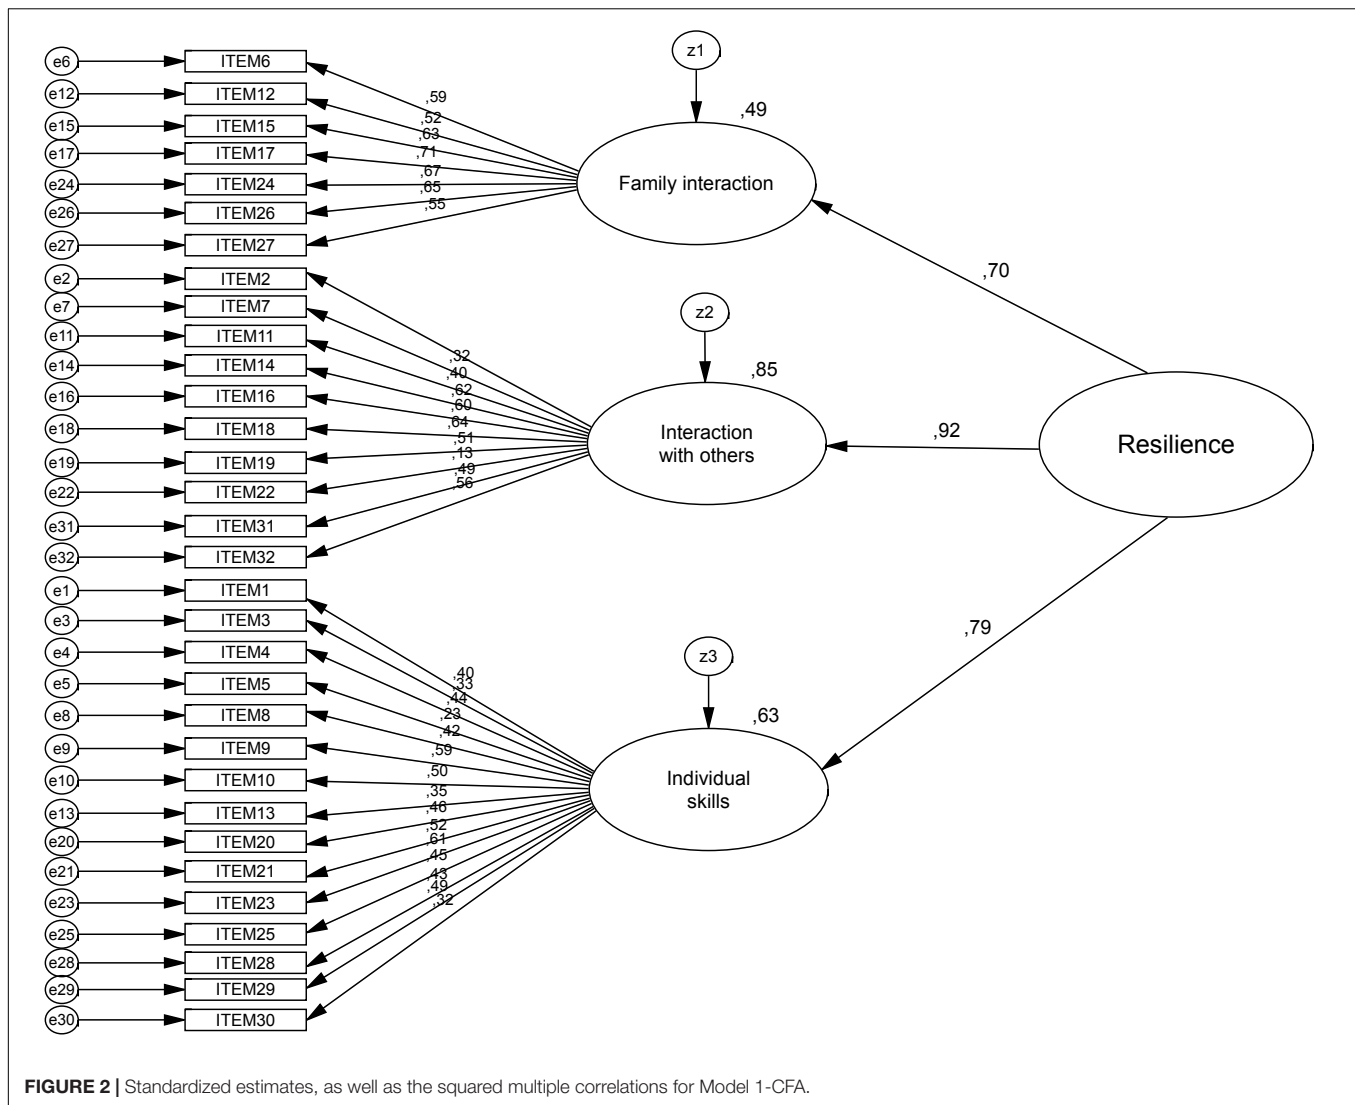 z1
e6 ITEM6
e12 ITEM12
e15 ITEM15
e17 ITEM17
e24 ITEM24
e26 ITEM26
e27 ITEM27
,59
,52
,63
,71
,67
,65
,55
,49
Family interaction
,70
e2 ITEM2
e7 ITEM7
e11 ITEM11
e14 ITEM14
e16 ITEM16
e18 ITEM18
e19 ITEM19
e22 ITEM22
e31 ITEM31
e32 ITEM32
,32
,40
,62
,60
,64
,51
,13
,49
,56
z2
,85
Interaction
with others
,92
Resilience
e1 ITEM1
e3 ITEM3
e4 ITEM4
e5 ITEM5
e8 ITEM8
e9 ITEM9
e10 ITEM10
e13 ITEM13
e20 ITEM20
e21 ITEM21
e23 ITEM23
e25 ITEM25
e28 ITEM28
e29 ITEM29
e30 ITEM30
,40
,33
,44
,23
,42
,59
,50
,35
,46
,52
,61
,45
,43
,49
,32
z3
,63
Individual
skills
,79
FIGURE 2 | Standardized estimates, as well as the squared multiple correlations for Model 1-CFA.